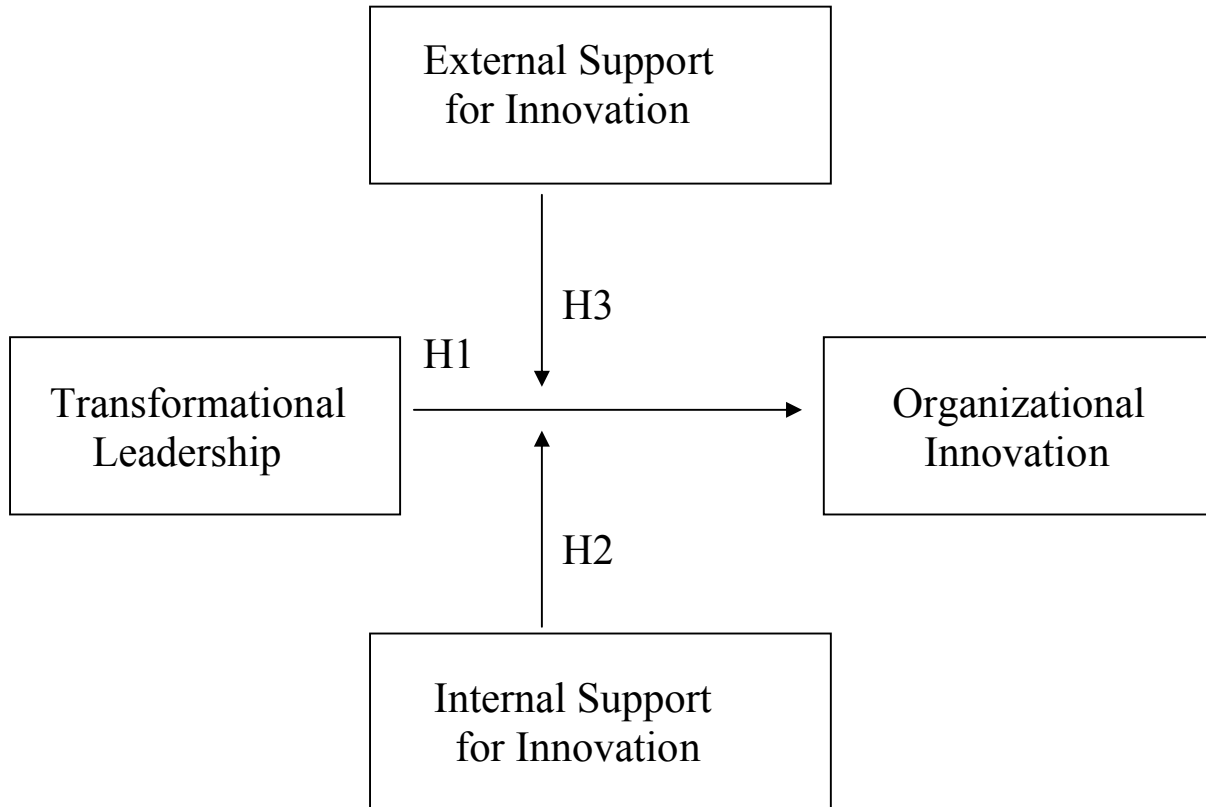 External Support
for Innovation
H3
H1
Transformational
Leadership
Organizational
Innovation
H2
Internal Support
for Innovation